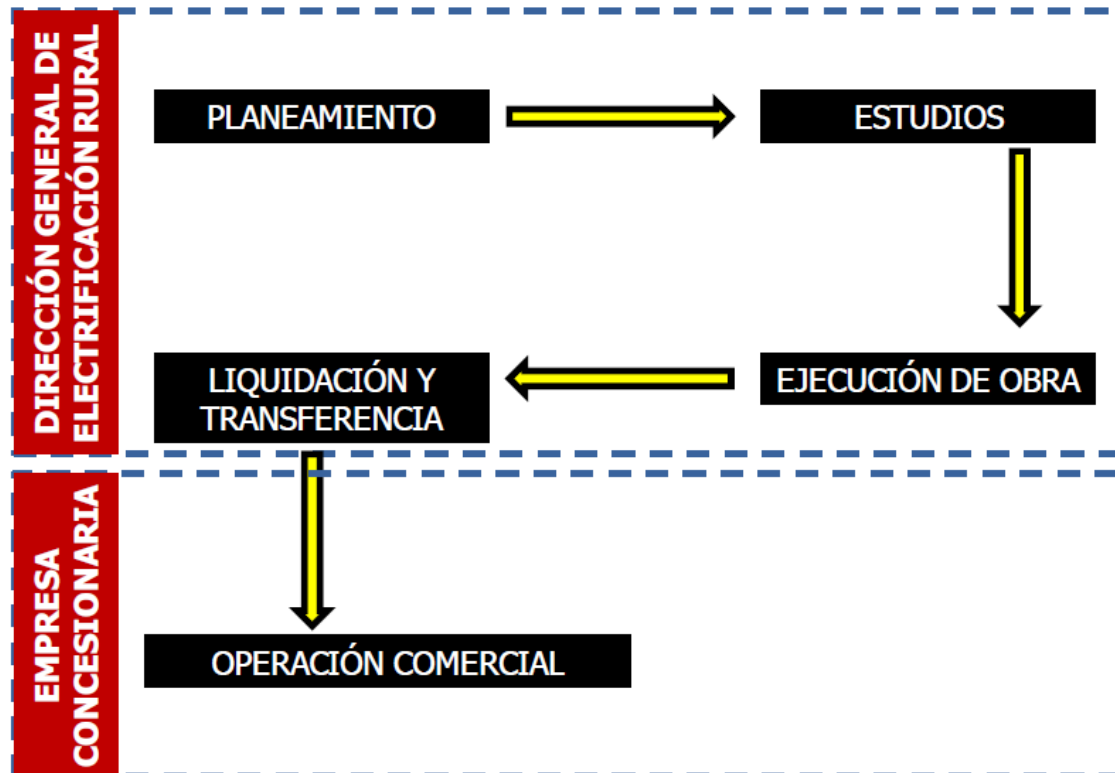 DIRECCIÓN GENERAL DE
ELECTRIFICACIÓN RURAL
PLANEAMIENTO
ESTUDIOS
LIQUIDACIÓN Y
TRANSFERENCIA
EJECUCIÓN DE OBRA
EMPRESA
CONCESIONARIA
OPERACIÓN COMERCIAL